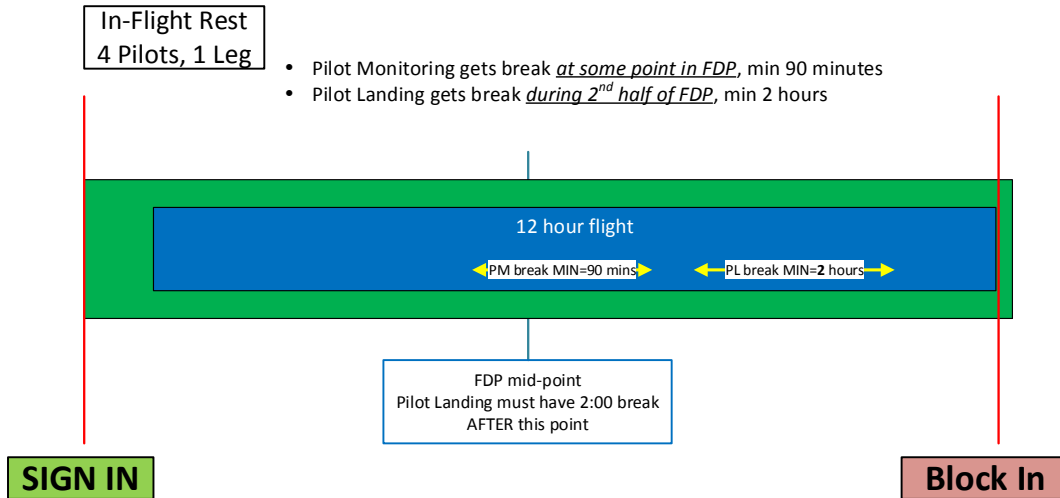 In-Flight Rest
4 Pilots, 1 Leg
• Pilot Monitoring gets break at some point in FDP, min 90 minutes
• Pilot Landing gets break during 2nd half of FDP, min 2 hours
12 hour flight
PM break MIN=90 mins
PL break MIN=2 hours
FDP mid-point
Pilot Landing must have 2:00 break
AFTER this point
SIGN IN
Block In